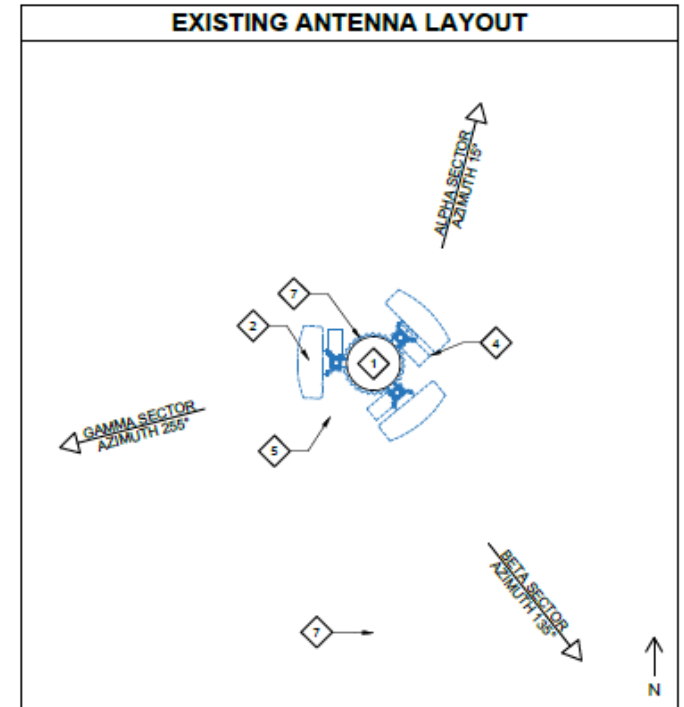 EXISTING ANTENNA LAYOUT
ALPHA SECTOR
AZIMUTH 15°
7
2
1
4
GAMMA SECTOR
AZIMUTH 255°
5
BETA SECTOR
AZIMUTH 135°
7
N